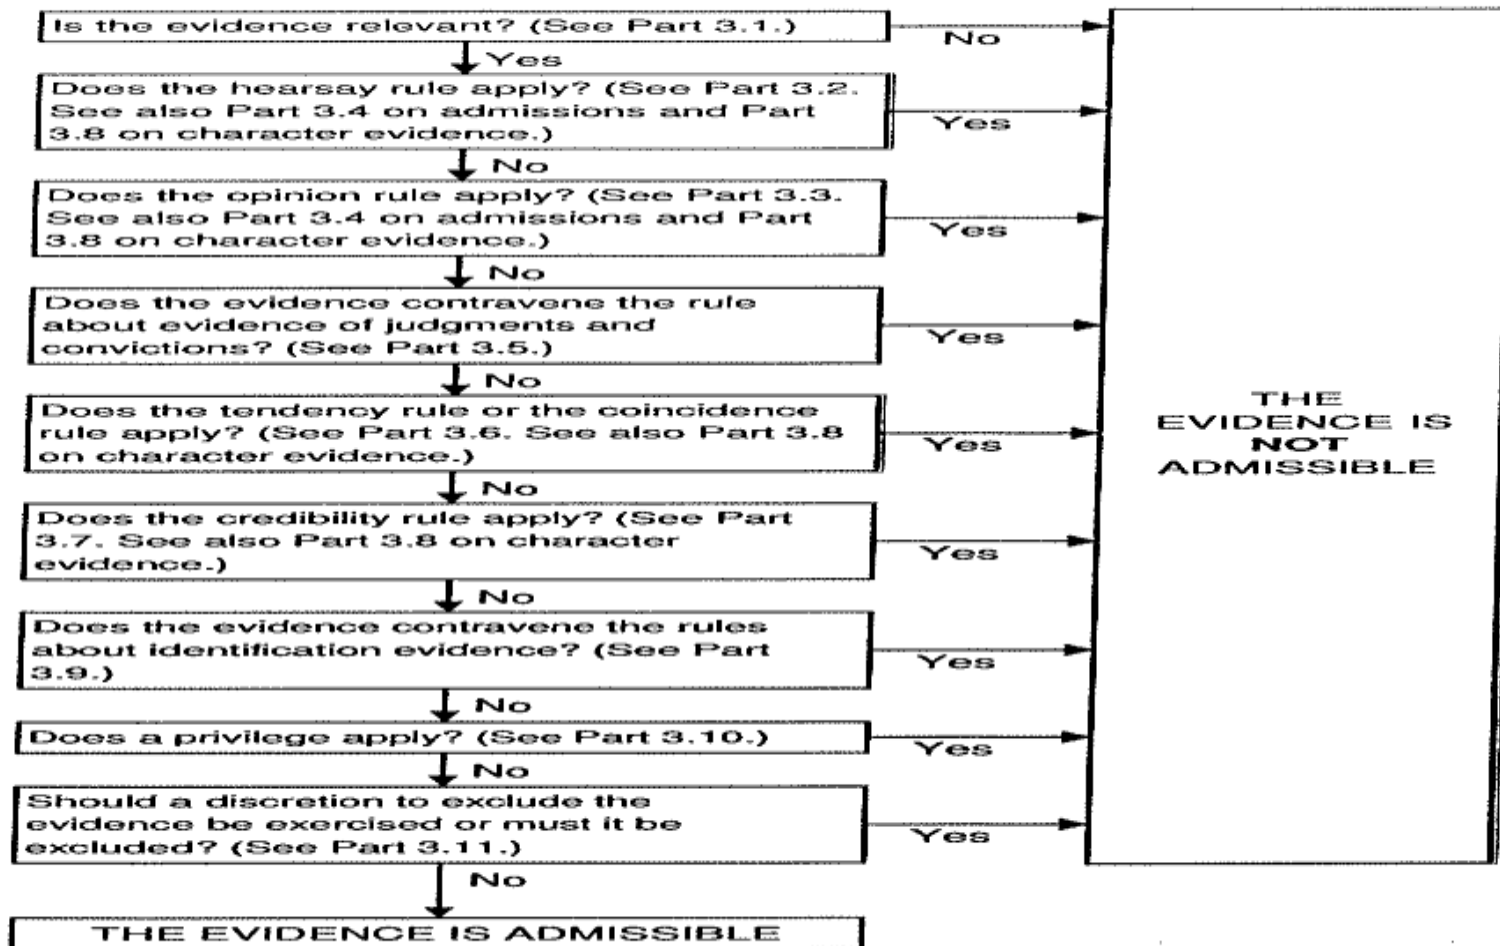 Is the evidence relevant? (See Part 3.1.)
No
Yes
Does the hearsay rule apply? (See Part 3.2.
See also Part 3.4 on admissions and Part
3.8 on character evidence.)
Yes
No
Does the opinion rule apply? (See Part 3.3.
See also Part 3.4 on admissions and Part
3.8 on character evidence.)
Yes
No
Does the evidence contravene the rule
about evidence of judgments and
convictions? (See Part 3.5.)
Yes
No
Does the tendency rule or the coincidence
rule apply? (See Part 3.6. See also Part 3.8
on character evidence.)
Yes
No
THE
EVIDENCE IS
NOT
ADMISSIBLE
Does the credibility rule apply? (See Part
3.7. See also Part 3.8 on character
evidence.)
Yes
No
Does the evidence contravene the rules
about identification evidence? (See Part
3.9.)
Yes
No
Does a privilege apply? (See Part 3.10.)
Yes
No
Should a discretion to exclude the
evidence be exercised or must it be
excluded? (See Part 3.11.)
Yes
No
THE EVIDENCE IS ADMISSIBLE